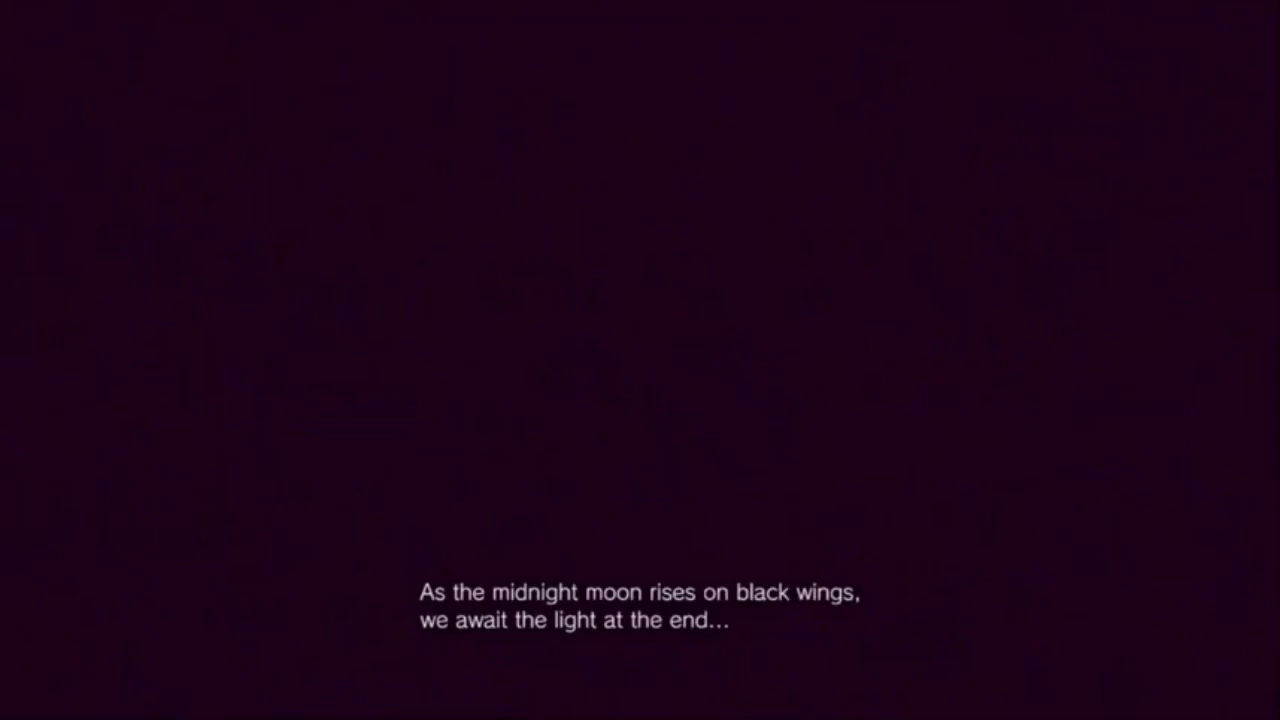 As the midnight moon rises on black wings,
we await the light at the end...